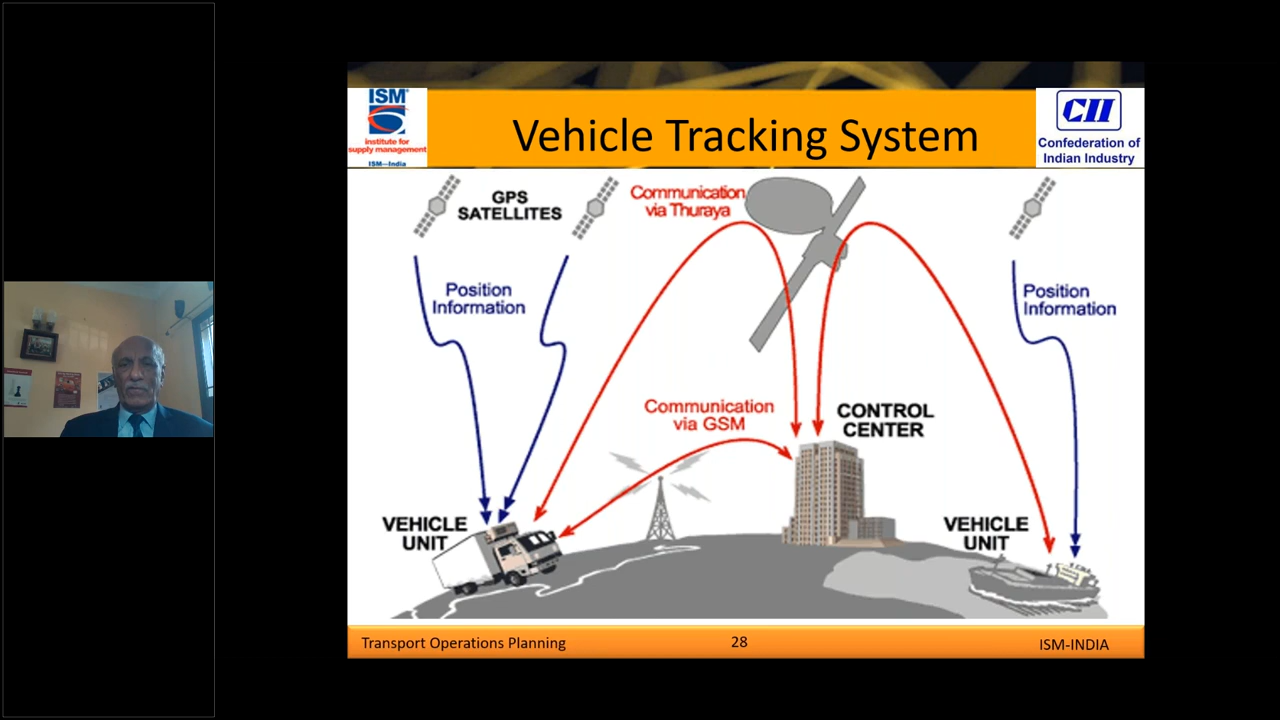 ISM®
institute for
supply management
ISM—India
Vehicle Tracking System
CII
Confederation of
Indian Industry
GPS
SATELLITES
Communication
via Thuraya
Position
Information
Position
Information
Communication
via GSM
CONTROL
CENTER
VEHICLE
UNIT
VEHICLE
UNIT
Transport Operations Planning
28
ISM-INDIA